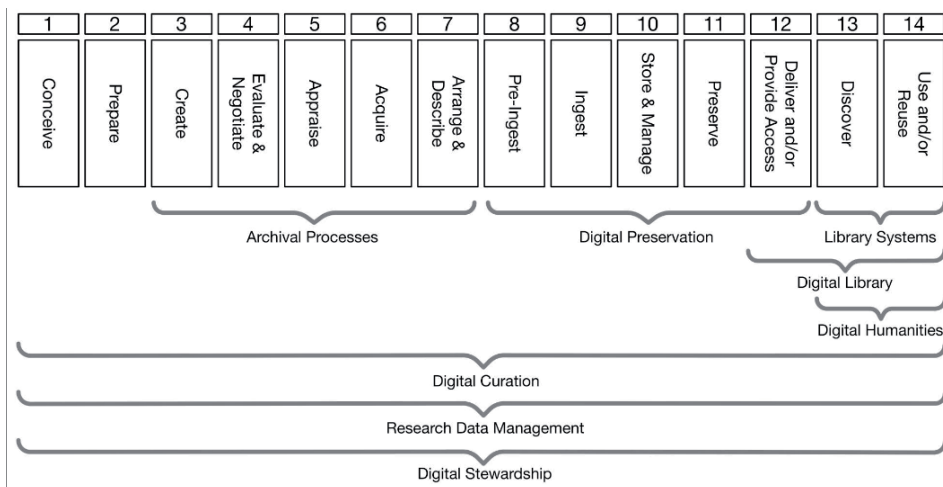 1 2 3 4 5 6 7 8 9 10 11 12 13 14
Conceive
Prepare
Create
Evaluate &
Negotiate
Appraise
Acquire
Arrange &
Describe
Pre-Ingest
Ingest
Store & Manage
Preserve
Deliver and/or
Provide Access
Discover
Use and/or
Reuse
Archival Processes
Digital Preservation
Library Systems
Digital Library
Digital Humanities
Digital Curation
Research Data Management
Digital Stewardship